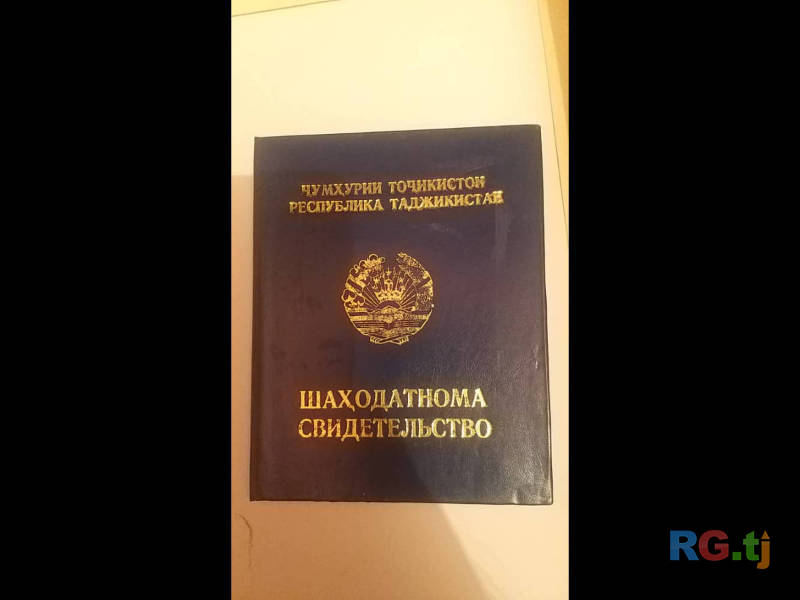 ҶУМҲУРИИ ТОҶИКИСТОН
РЕСПУБЛИКА ТАДЖИКИСТАН
ШАҲОДАТНОМА
СВИДЕТЕЛЬСТВО
RG.tj